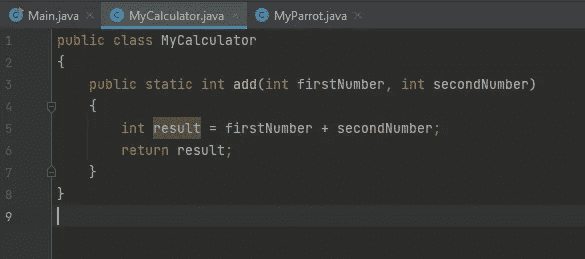 Main.java MyCalculator.java MyParrot.java
1 public class MyCalculator
2 {
3 public static int add(int firstNumber, int secondNumber)
4 {
5 int result = firstNumber + secondNumber;
6 return result;
7 }
8 }
9